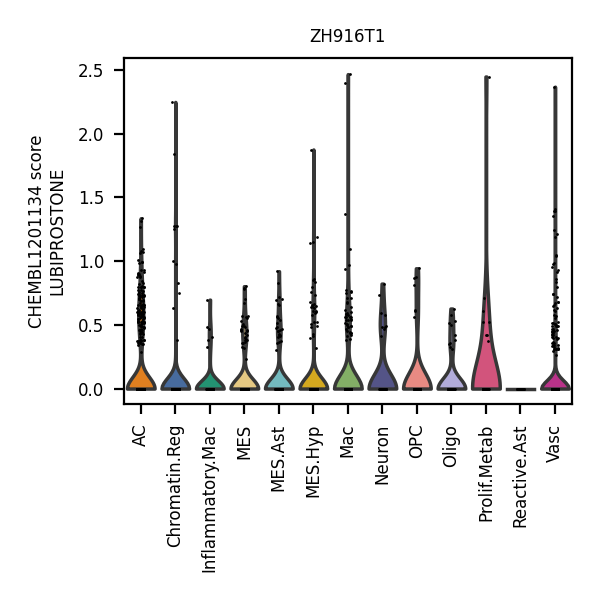 ZH916T1
CHEMBL1201134 score
LUBIPROSTONE
2.5
2.0
1.5
1.0
0.5
0.0
AC
Chromatin.Reg
Inflammatory.Mac
MES
MES.Ast
MES.Hyp
Mac
Neuron
OPC
Oligo
Prolif.Metab
Reactive.Ast
Vasc